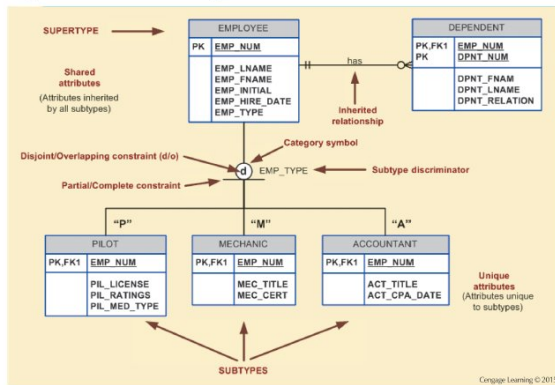 SUPERTYPE
EMPLOYEE
PK EMP_NUM
EMP_LNAME
EMP_FNAME
EMP_INITIAL
EMP_HIRE_DATE
EMP_TYPE
has
DEPENDENT
PK,FK1 EMP_NUM
PK DPNT_NUM
DPNT_FNAM
DPNT_LNAME
DPNT_RELATION
Shared
attributes
(Attributes inherited
by all subtypes)
Inherited
relationship
Category symbol
Disjoint/Overlapping constraint (d/o)
d
EMP_TYPE
Subtype discriminator
Partial/Complete constraint
"P"
"M"
"A"
PILOT
PK,FK1 EMP_NUM
PIL_LICENSE
PIL_RATINGS
PIL_MED_TYPE
MECHANIC
PK,FK1 EMP_NUM
MEC_TITLE
MEC_CERT
ACCOUNTANT
PK,FK1 EMP_NUM
ACT_TITLE
ACT_CPA_DATE
Unique
attributes
(Attributes unique
to subtypes)
SUBTYPES
Cengage Learning © 201